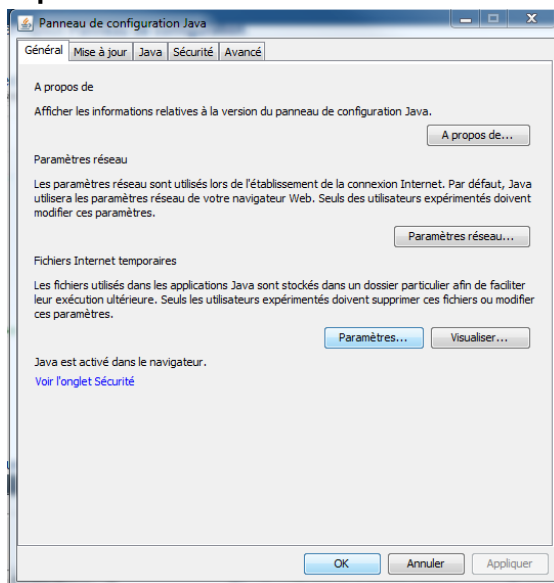 Panneau de configuration Java
Général Mise à jour Java Sécurité Avancé
A propos de
Afficher les informations relatives à la version du panneau de configuration Java.
A propos de...
Paramètres réseau
Les paramètres réseau sont utilisés lors de l'établissement de la connexion Internet. Par défaut, Java
utilisera les paramètres réseau de votre navigateur Web. Seuls des utilisateurs expérimentés doivent
modifier ces paramètres.
Paramètres réseau...
Fichiers Internet temporaires
Les fichiers utilisés dans les applications Java sont stockés dans un dossier particulier afin de faciliter
leur exécution ultérieure. Seuls les utilisateurs expérimentés doivent supprimer ces fichiers ou modifier
ces paramètres.
Paramètres... Visualiser...
Java est activé dans le navigateur.
Voir l'onglet Sécurité
OK Annuler Appliquer